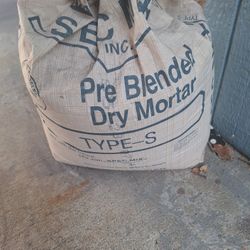 SEC
INC.
Pre Blended
Dry Mortar
TYPE-S